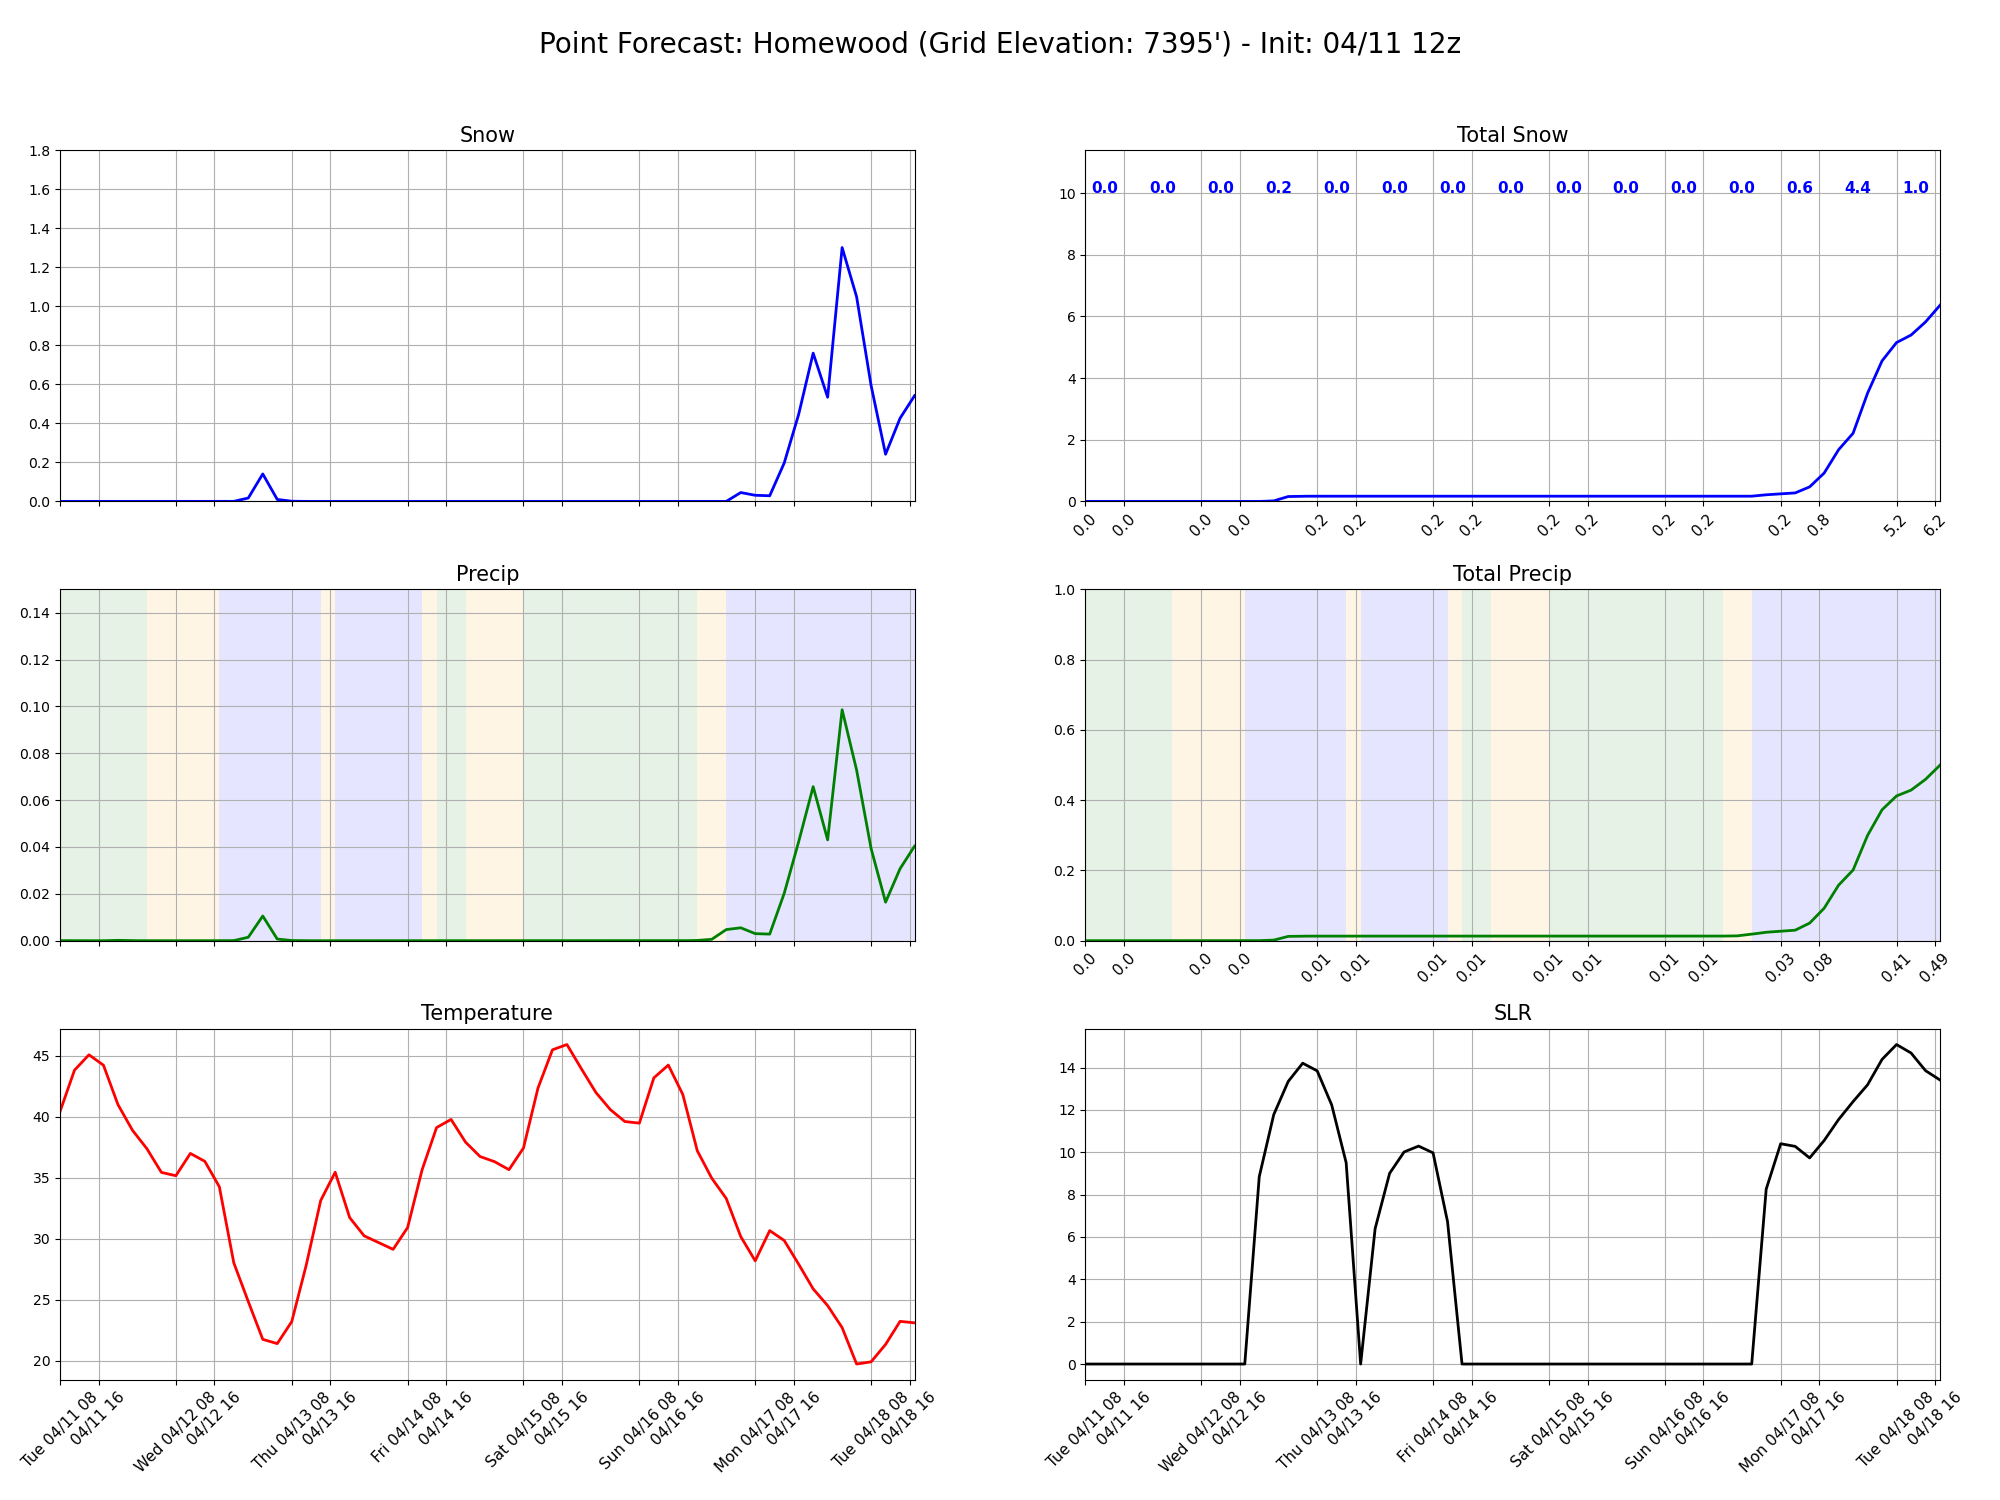 Point Forecast: Homewood (Grid Elevation: 7395') - Init: 04/11 12z
Snow
1.8
1.6
1.4
1.2
1.0
0.8
0.6
0.4
0.2
0.0
Total Snow
10
8
6
4
2
0
0.0 0.0 0.0 0.2 0.0 0.0 0.0 0.0 0.0 0.0 0.0 0.0 0.6 4.4 1.0
0.0 0.0 0.0 0.0 0.2 0.2 0.2 0.2 0.2 0.2 0.2 0.2 0.2 0.8 5.2 6.2
Precip
0.14
0.12
0.10
0.08
0.06
0.04
0.02
0.00
Total Precip
1.0
0.8
0.6
0.4
0.2
0.0
0.0 0.0 0.0 0.0 0.01 0.01 0.01 0.01 0.01 0.01 0.01 0.01 0.03 0.08 0.41 0.49
Temperature
45
40
35
30
25
20
Tue 04/11 08
04/11 16
Wed 04/12 08
04/12 16
Thu 04/13 08
04/13 16
Fri 04/14 08
04/14 16
Sat 04/15 08
04/15 16
Sun 04/16 08
04/16 16
Mon 04/17 08
04/17 16
Tue 04/18 08
04/18 16
SLR
14
12
10
8
6
4
2
0
Tue 04/11 08
04/11 16
Wed 04/12 08
04/12 16
Thu 04/13 08
04/13 16
Fri 04/14 08
04/14 16
Sat 04/15 08
04/15 16
Sun 04/16 08
04/16 16
Mon 04/17 08
04/17 16
Tue 04/18 08
04/18 16